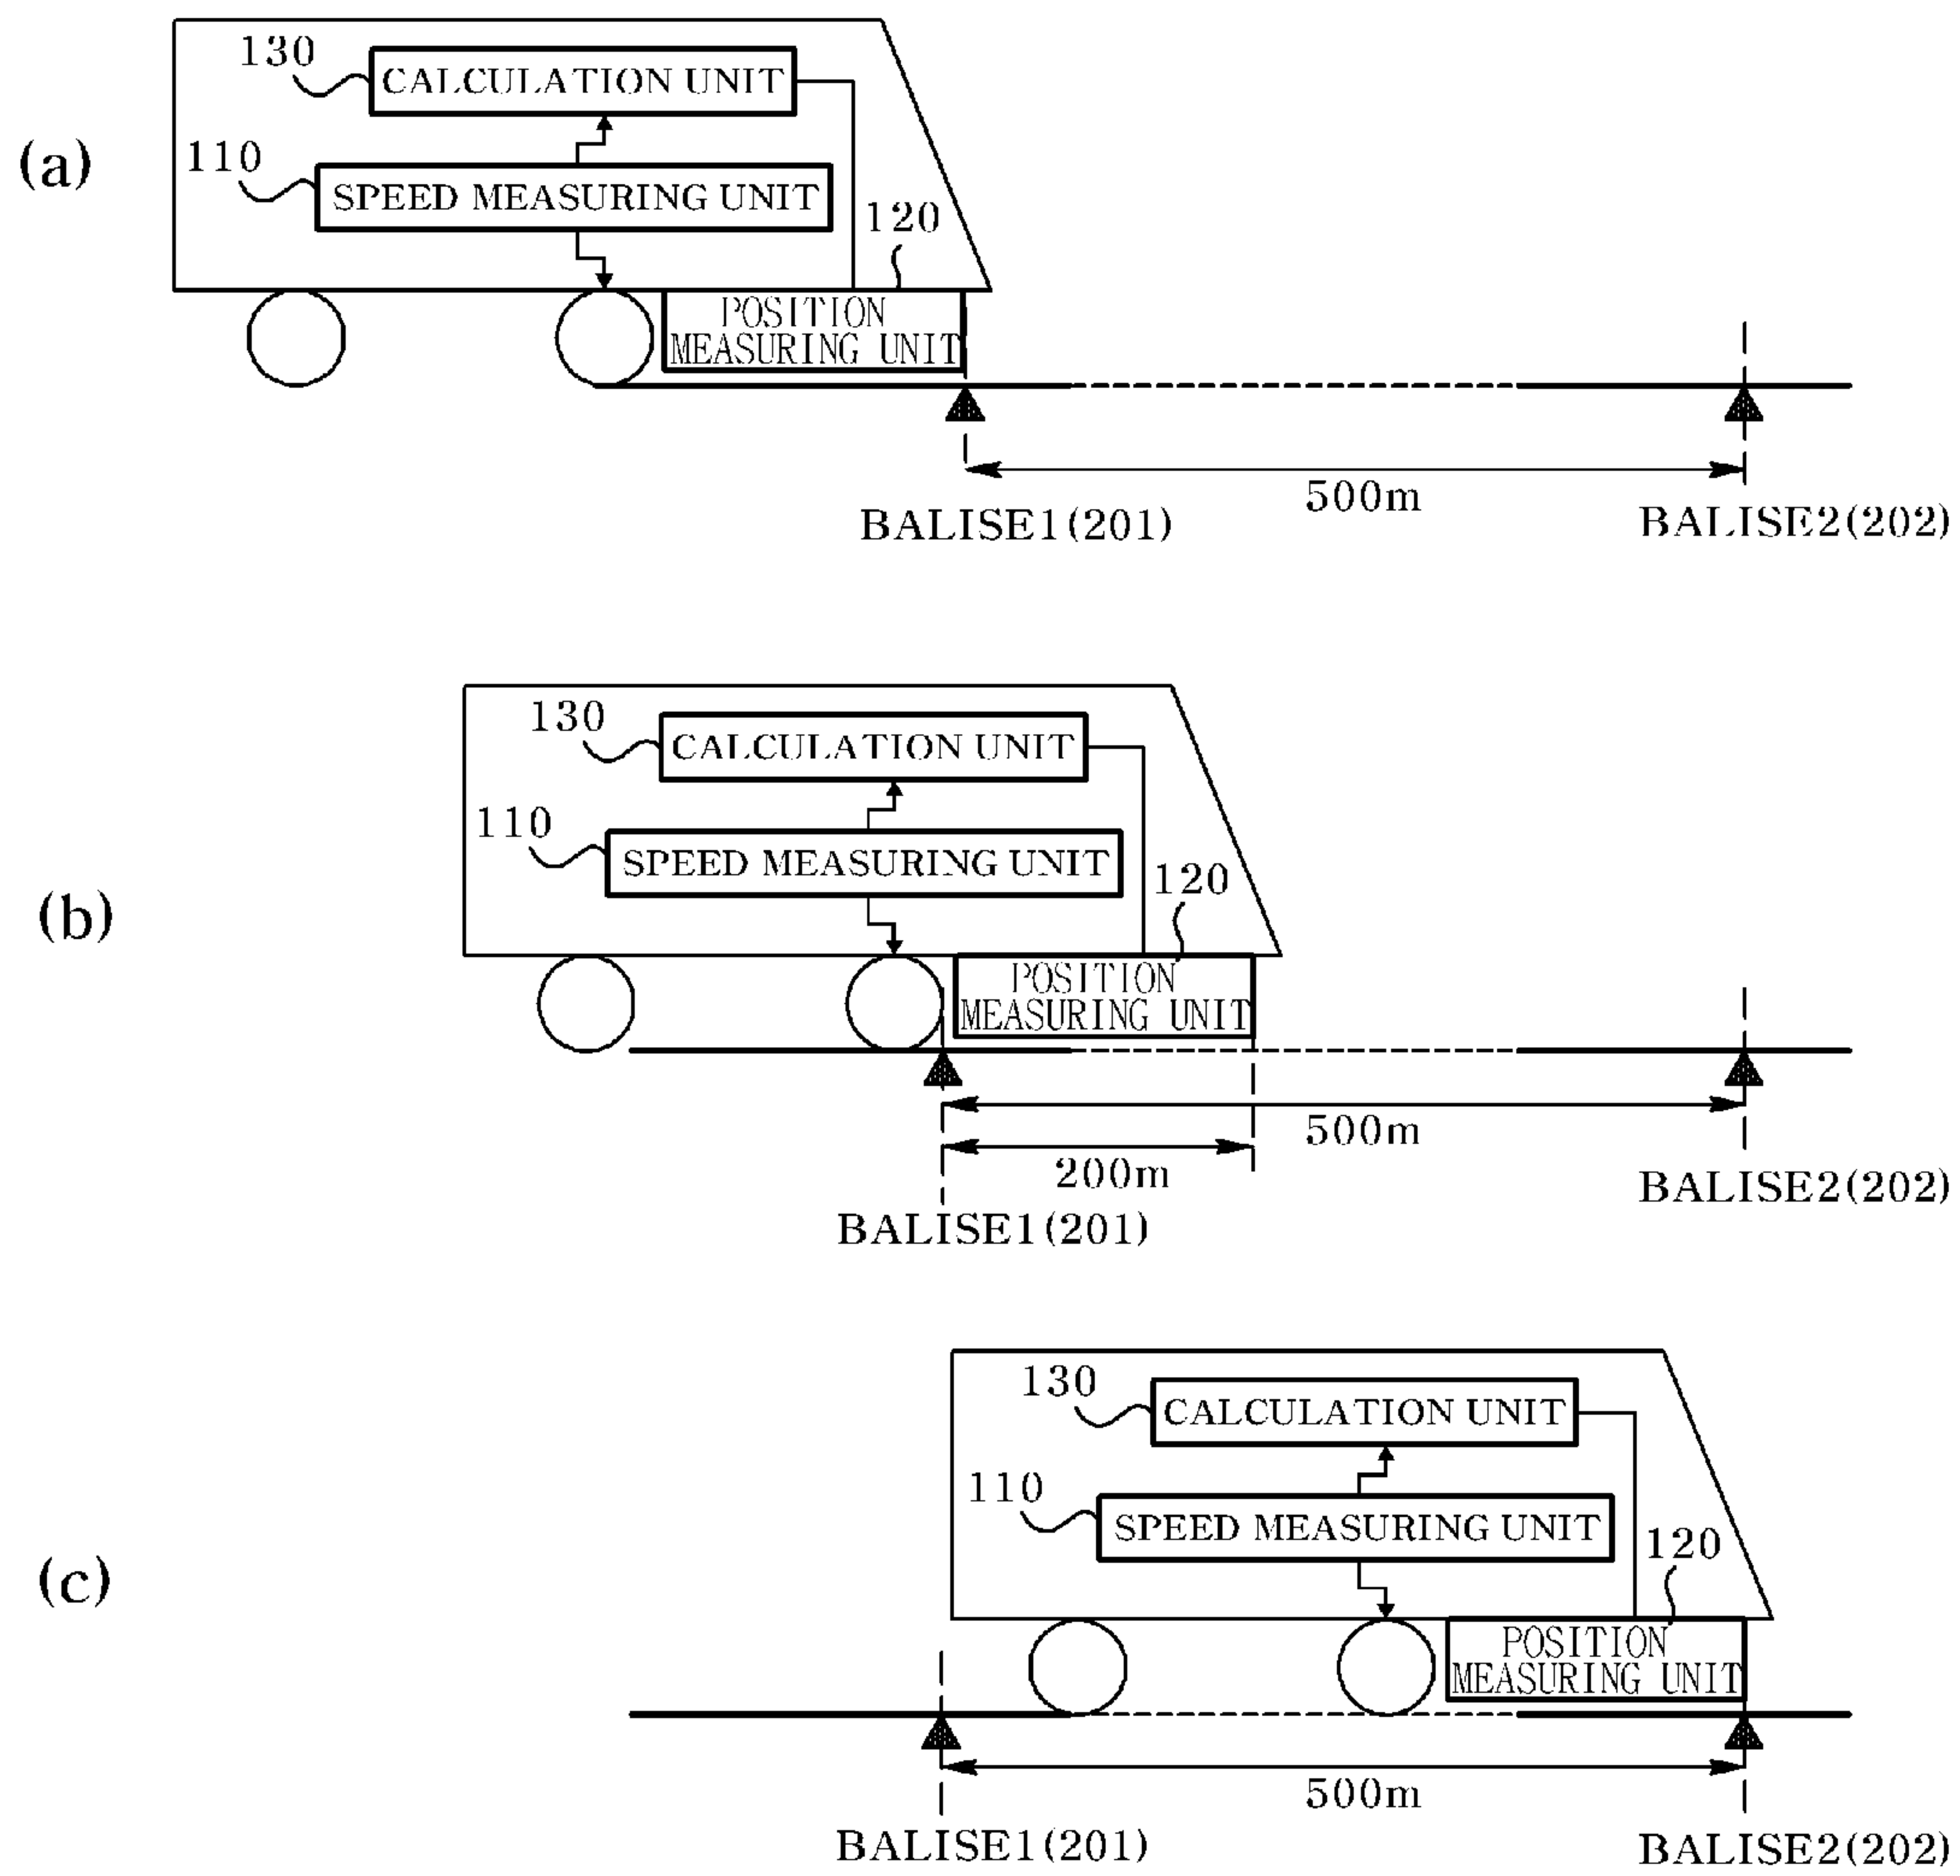 (a)
130
CALCULATION UNIT
110
SPEED MEASURING UNIT
120
POSITION
MEASURING UNIT
500m
BALISE1(201)
BALISE2(202)
(b)
130
CALCULATION UNIT
110
SPEED MEASURING UNIT
120
POSITION
MEASURING UNIT
500m
200m
BALISE1(201)
BALISE2(202)
(c)
130
CALCULATION UNIT
110
SPEED MEASURING UNIT
120
POSITION
MEASURING UNIT
500m
BALISE1(201)
BALISE2(202)